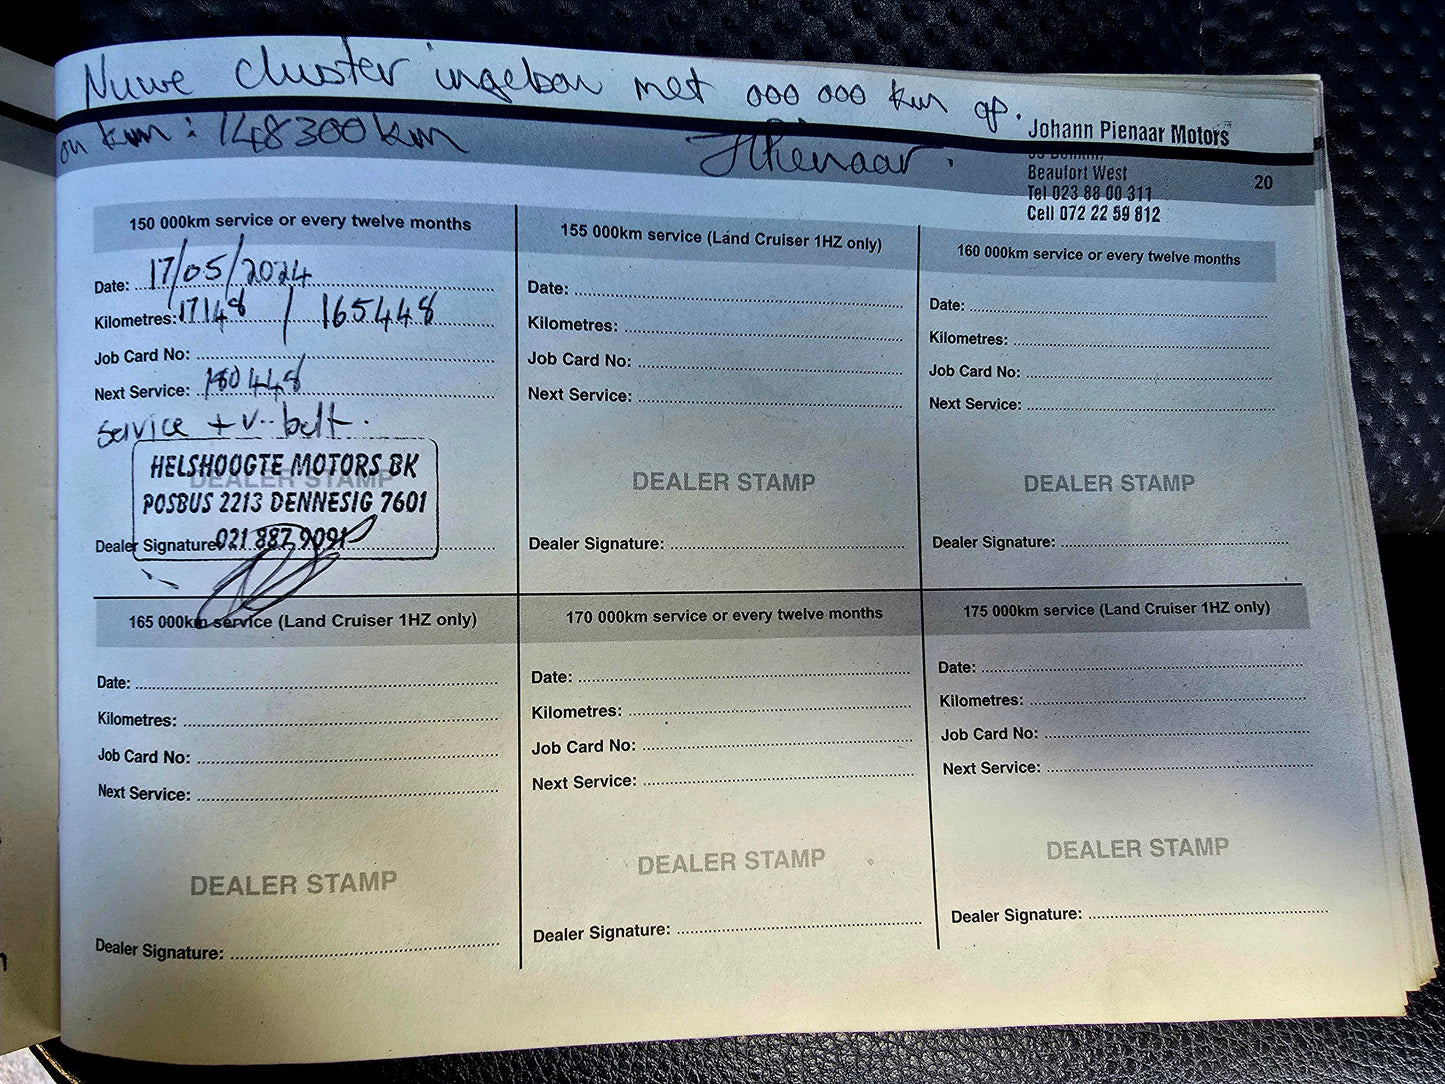 Nuwe cluster ingebou met 000 000 km op.
on km: 148300km
JPienaar.
Johann Pienaar Motors
Beaufort West
Tel 023 88 00 311
Cell 072 22 59 812
20
150 000km service or every twelve months
Date: 17/05/2024
Kilometres: 17148 / 165448
Job Card No:
Next Service: 180448
service + v-belt.
HELSHOOGTE MOTORS BK
DEALER STAMP
POSBUS 2213 DENNESIG 7601
021 887 9091
Dealer Signature:
155 000km service (Land Cruiser 1HZ only)
Date:
Kilometres:
Job Card No:
Next Service:
DEALER STAMP
Dealer Signature:
160 000km service or every twelve months
Date:
Kilometres:
Job Card No:
Next Service:
DEALER STAMP
Dealer Signature:
165 000km service (Land Cruiser 1HZ only)
Date:
Kilometres:
Job Card No:
Next Service:
DEALER STAMP
Dealer Signature:
170 000km service or every twelve months
Date:
Kilometres:
Job Card No:
Next Service:
DEALER STAMP
Dealer Signature:
175 000km service (Land Cruiser 1HZ only)
Date:
Kilometres:
Job Card No:
Next Service:
DEALER STAMP
Dealer Signature: